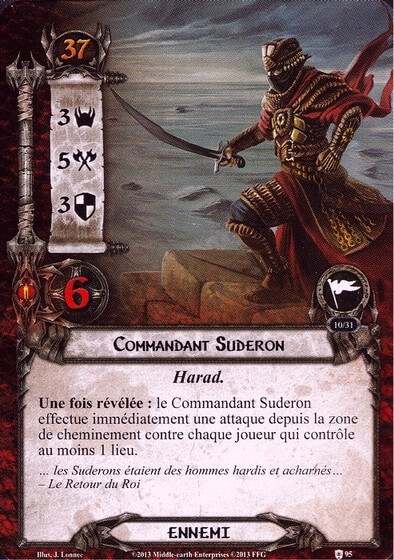 37
3
5
3
6
10/31
Commandant Suderon
Harad.
Une fois révélée : le Commandant Suderon
effectue immédiatement une attaque depuis la zone
de cheminement contre chaque joueur qui contrôle
au moins 1 lieu.
... les Suderons étaient des hommes hardis et acharnés...
– Le Retour du Roi
ENNEMI
Illus. J. Lonnee
©2013 Middle-earth Enterprises ©2013 FFG
95